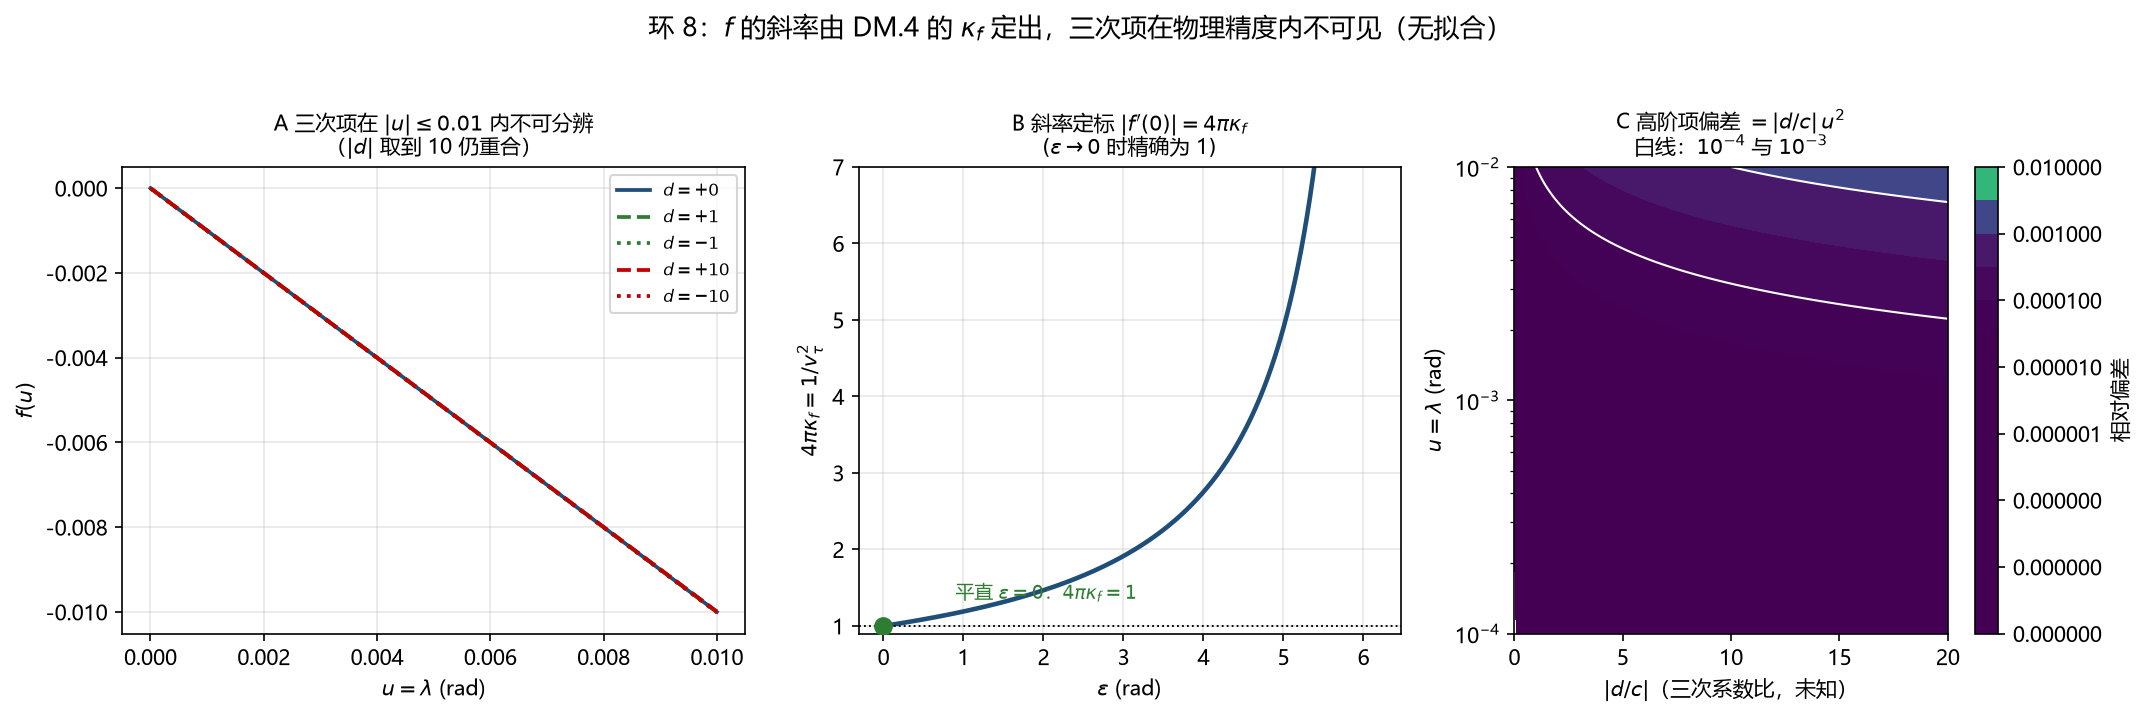 环 8：f 的斜率由 DM.4 的 κf 定出，三次项在物理精度内不可见（无拟合）
A 三次项在 |u| ≤ 0.01 内不可分辨
（|d| 取到 10 仍重合）
0.000
-0.002
-0.004
-0.006
-0.008
-0.010
f(u)
d = +0
d = +1
d = −1
d = +10
d = −10
0.000 0.002 0.004 0.006 0.008 0.010
u = λ (rad)
B 斜率定标 |f′(0)| = 4πκf
（ε → 0 时精确为 1）
7
6
5
4
3
2
1
4πκf = 1/vτ²
平直 ε = 0：4πκf = 1
0 1 2 3 4 5 6
ε (rad)
C 高阶项偏差 = |d/c| u²
白线：10⁻⁴ 与 10⁻³
10⁻²
10⁻³
10⁻⁴
u = λ (rad)
0 5 10 15 20
|d/c|（三次系数比，未知）
0.010000
0.001000
0.000100
0.000010
0.000001
0.000000
0.000000
0.000000
相对偏差